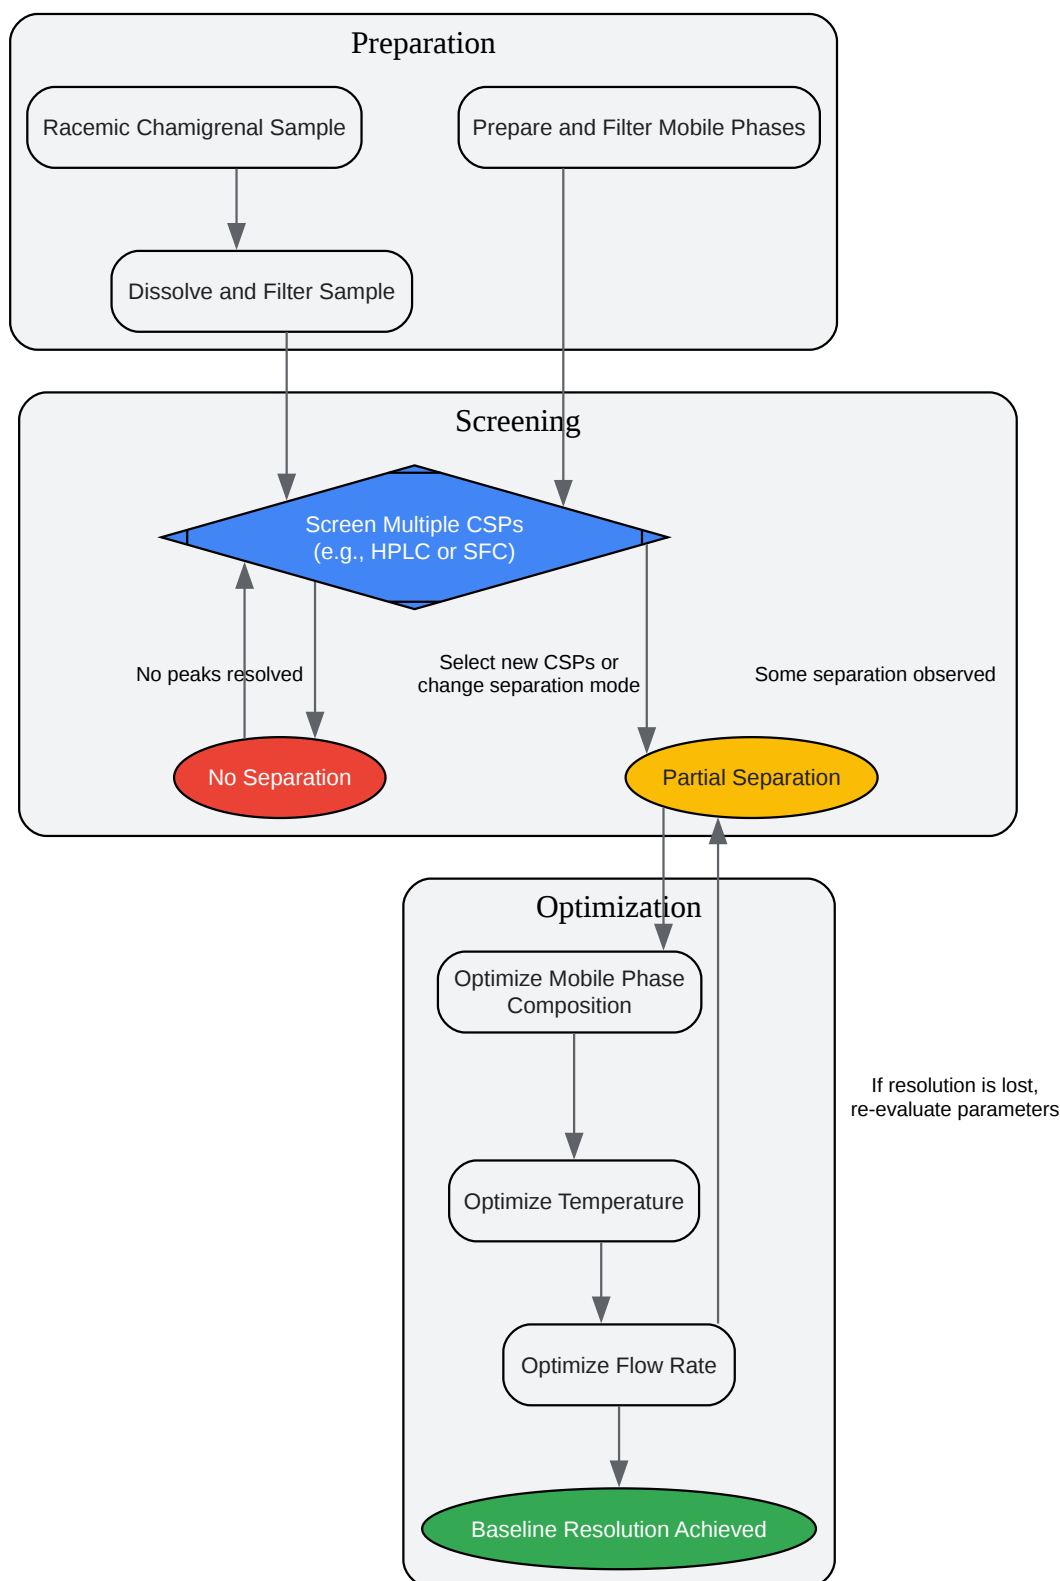 Preparation
Racemic Chamigrenal Sample
Prepare and Filter Mobile Phases
Dissolve and Filter Sample
Screening
Screen Multiple CSPs
(e.g., HPLC or SFC)
No peaks resolved
Select new CSPs or
change separation mode
Some separation observed
No Separation
Partial Separation
Optimization
Optimize Mobile Phase
Composition
If resolution is lost,
re-evaluate parameters
Optimize Temperature
Optimize Flow Rate
Baseline Resolution Achieved